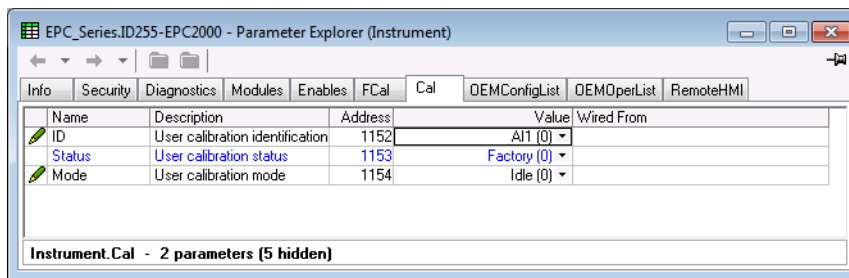 EPC_Series.ID255-EPC2000 - Parameter Explorer (Instrument)
Info Security Diagnostics Modules Enables FCal Cal OEMConfigList OEMOperList RemoteHMI
Name Description Address Value Wired From
ID User calibration identification 1152 AI1 (0)
Status User calibration status 1153 Factory (0)
Mode User calibration mode 1154 Idle (0)
Instrument.Cal - 2 parameters (5 hidden)